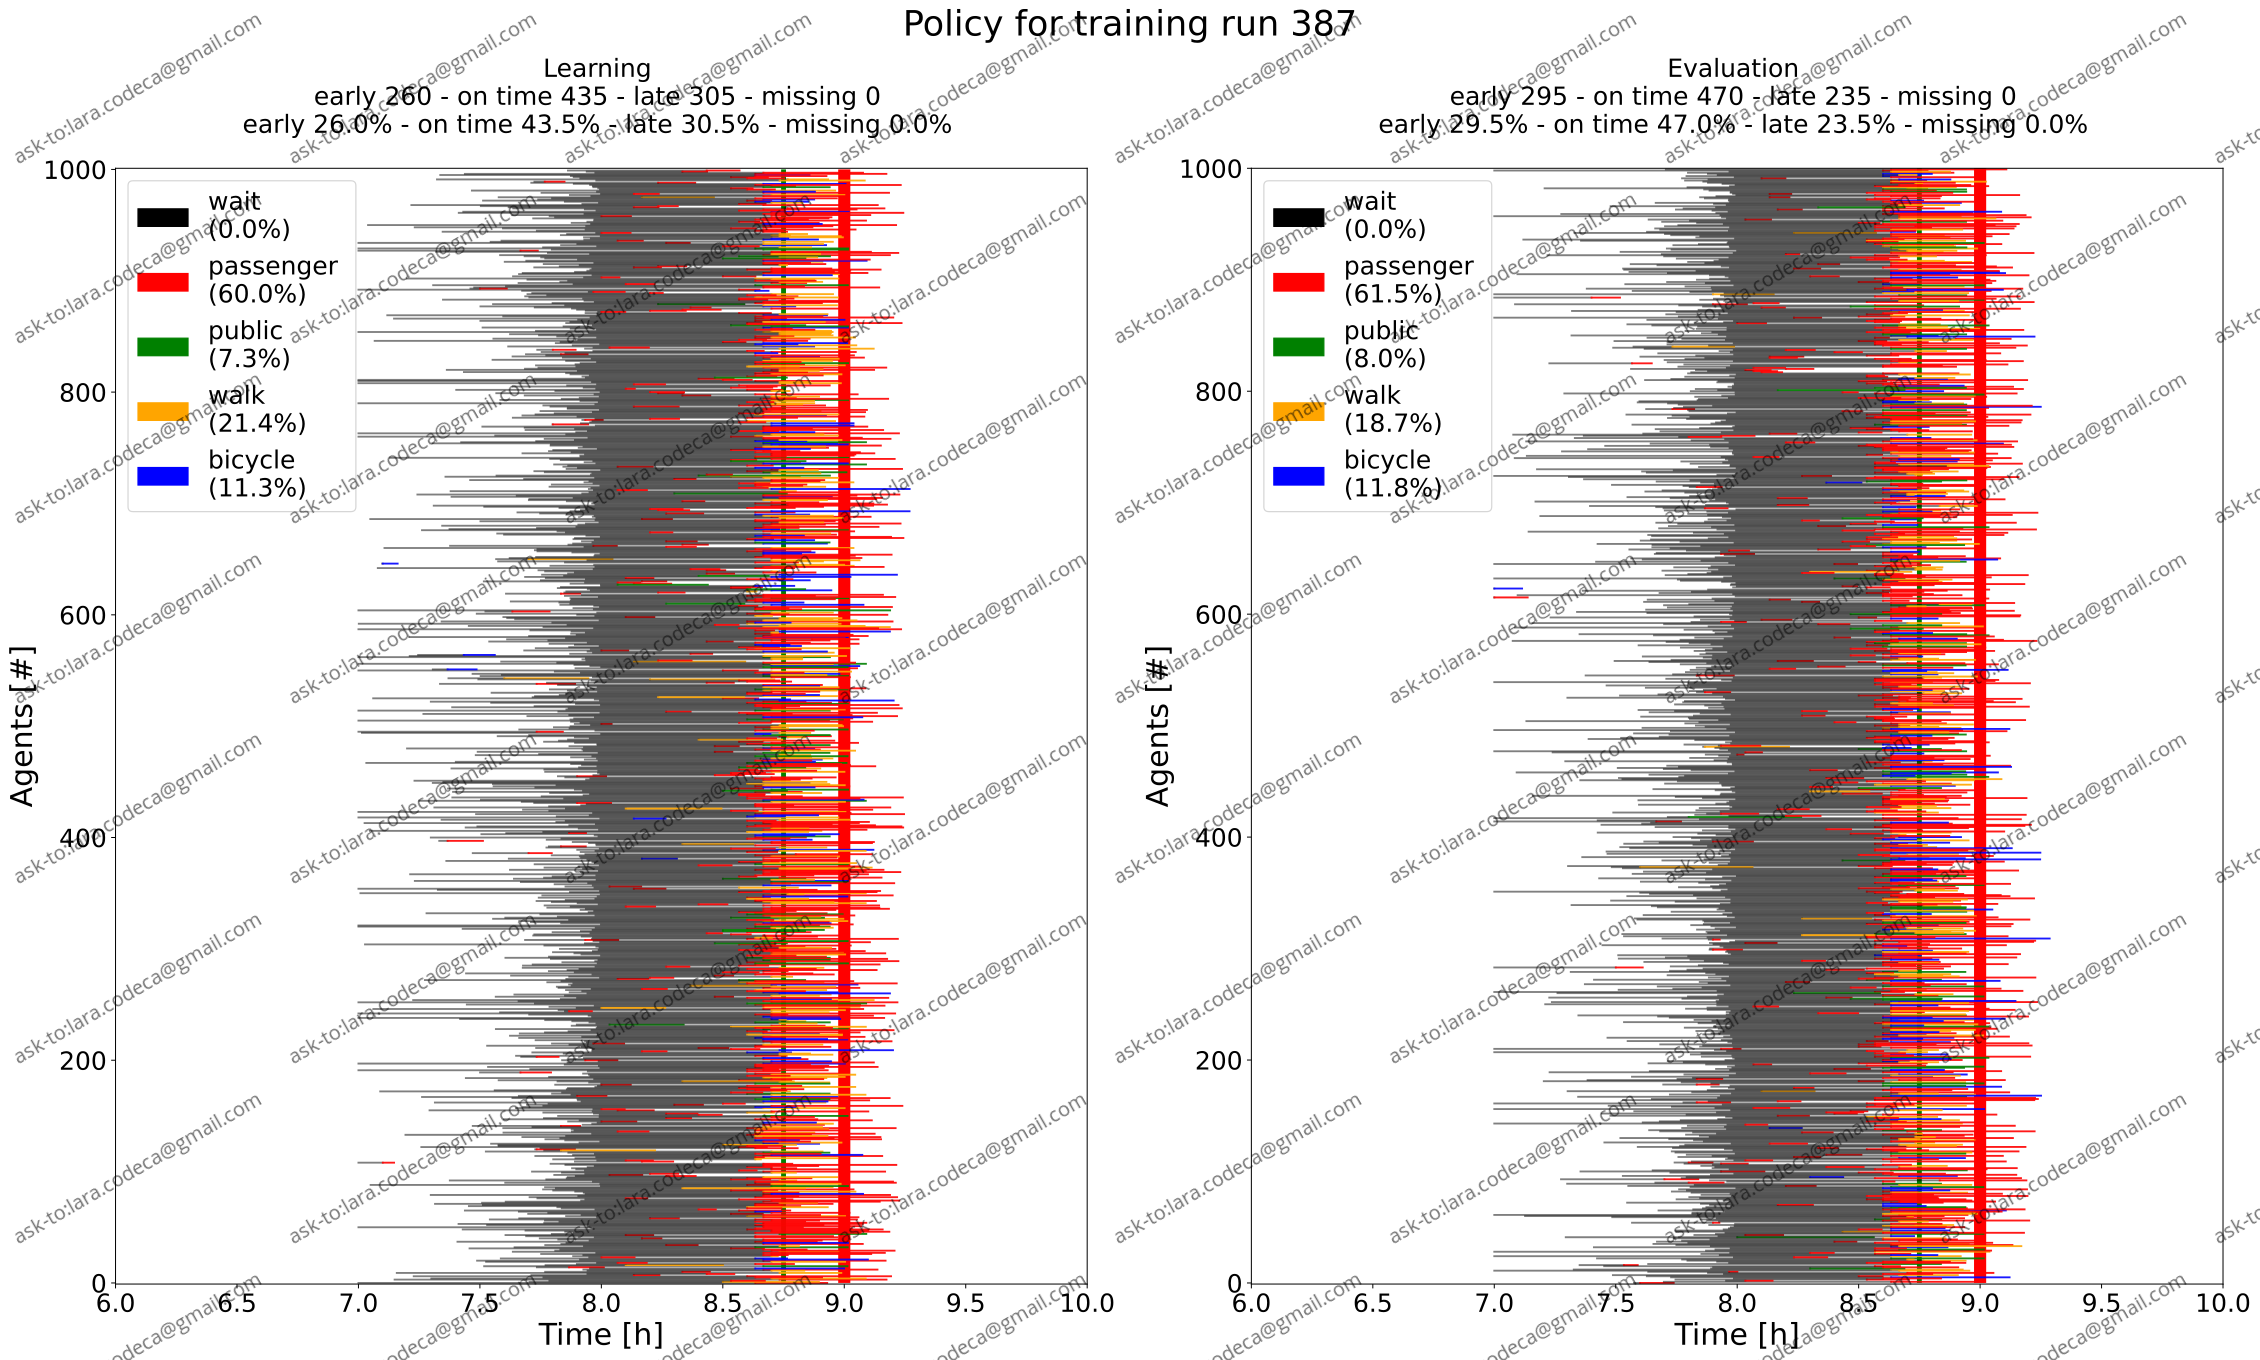 Policy for training run 387
Learning
early 260 - on time 435 - late 305 - missing 0
early 26.0% - on time 43.5% - late 30.5% - missing 0.0%
1000
800
600
400
200
0
Agents [#]
wait
(0.0%)
passenger
(60.0%)
public
(7.3%)
walk
(21.4%)
bicycle
(11.3%)
6.0 6.5 7.0 7.5 8.0 8.5 9.0 9.5 10.0
Time [h]
Evaluation
early 295 - on time 470 - late 235 - missing 0
early 29.5% - on time 47.0% - late 23.5% - missing 0.0%
1000
800
600
400
200
0
Agents [#]
wait
(0.0%)
passenger
(61.5%)
public
(8.0%)
walk
(18.7%)
bicycle
(11.8%)
6.0 6.5 7.0 7.5 8.0 8.5 9.0 9.5 10.0
Time [h]
ask-to:lara.codeca@gmail.com